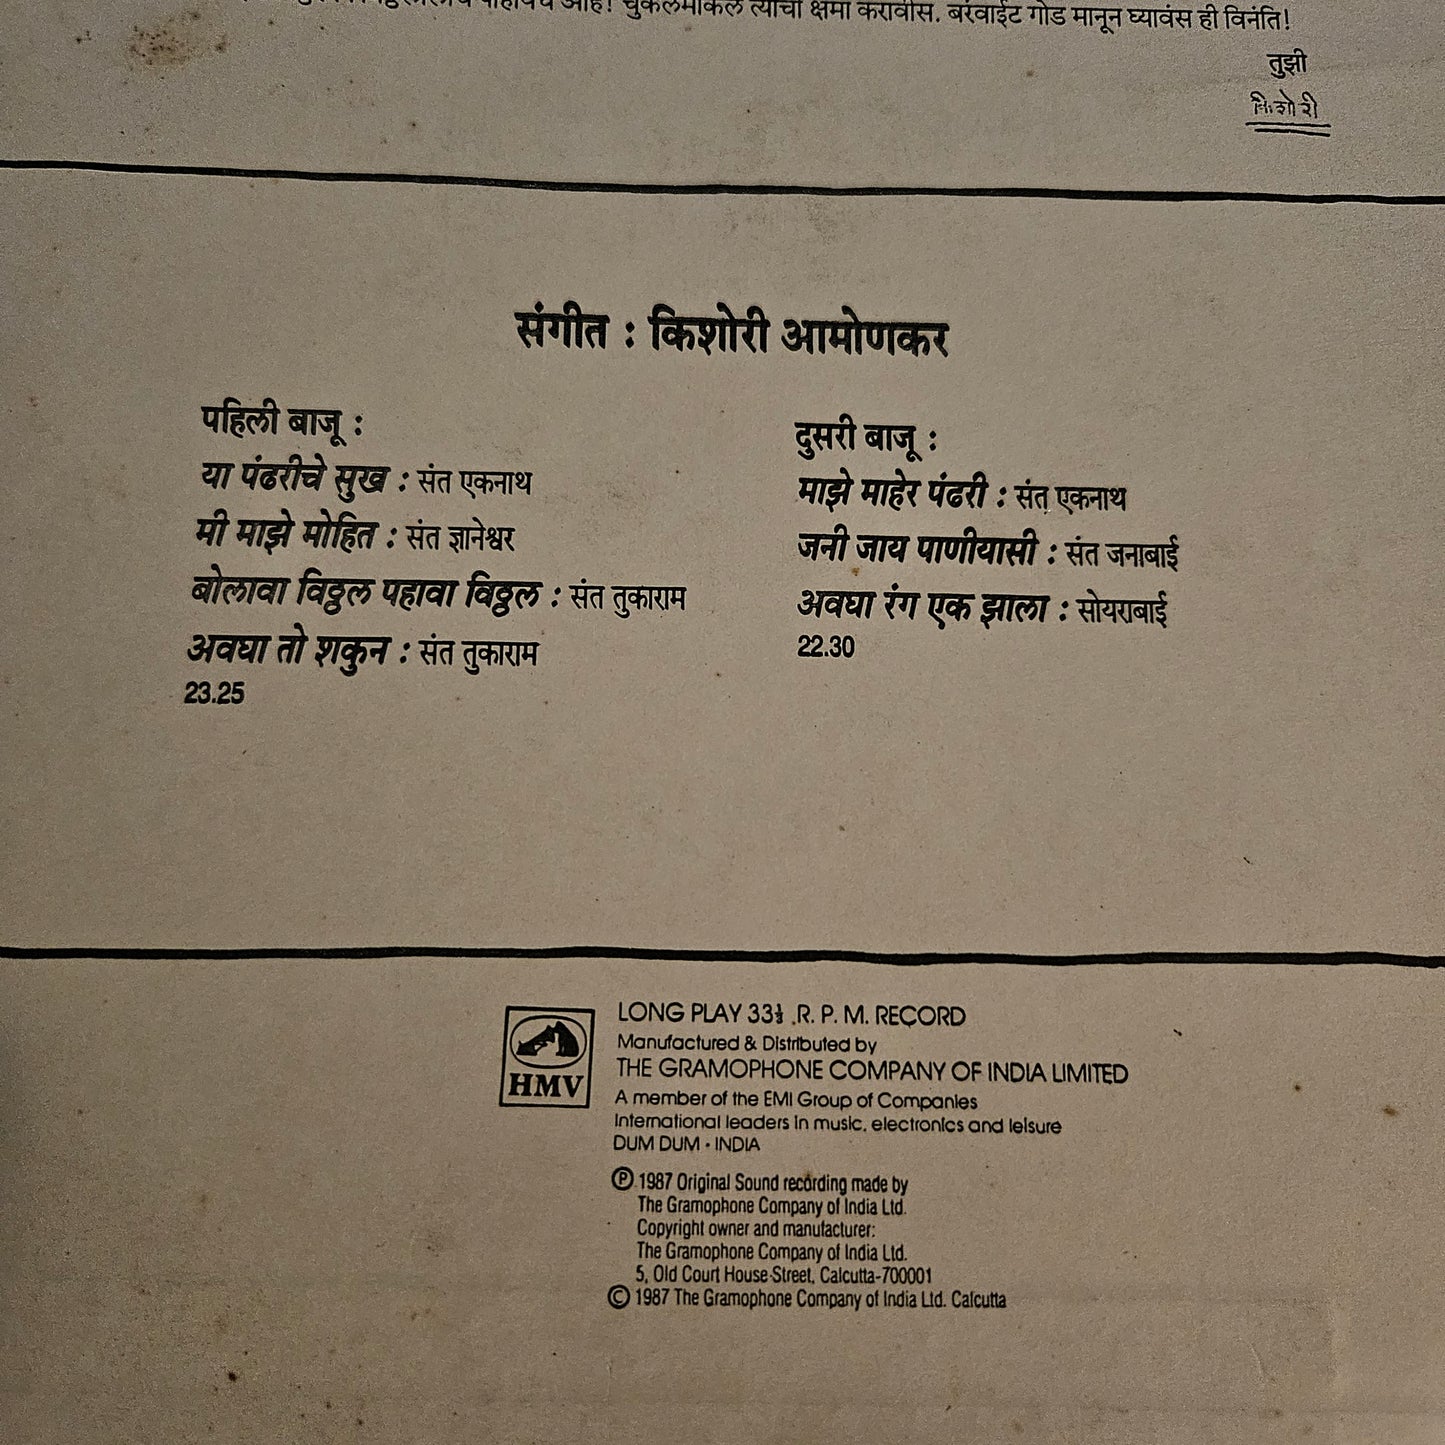 आहे! चुकलंमाकलं त्याची क्षमा करावीस. बरंवाईट गोड मानून घ्यावंस ही विनंति!
तुझी
किशोरी
संगीत : किशोरी आमोणकर
पहिली बाजू :
या पंढरीचे सुख : संत एकनाथ
मी माझे मोहित : संत ज्ञानेश्वर
बोलावा विठ्ठल पहावा विठ्ठल : संत तुकाराम
अवघा तो शकुन : संत तुकाराम
23.25
दुसरी बाजू :
माझे माहेर पंढरी : संत एकनाथ
जनी जाय पाणीयासी : संत जनाबाई
अवघा रंग एक झाला : सोयराबाई
22.30
HMV
LONG PLAY 33⅓ R. P. M. RECORD
Manufactured & Distributed by
THE GRAMOPHONE COMPANY OF INDIA LIMITED
A member of the EMI Group of Companies
International leaders in music, electronics and leisure
DUM DUM · INDIA
Ⓟ 1987 Original Sound recording made by
The Gramophone Company of India Ltd.
Copyright owner and manufacturer:
The Gramophone Company of India Ltd.
5, Old Court House Street, Calcutta-700001
© 1987 The Gramophone Company of India Ltd. Calcutta